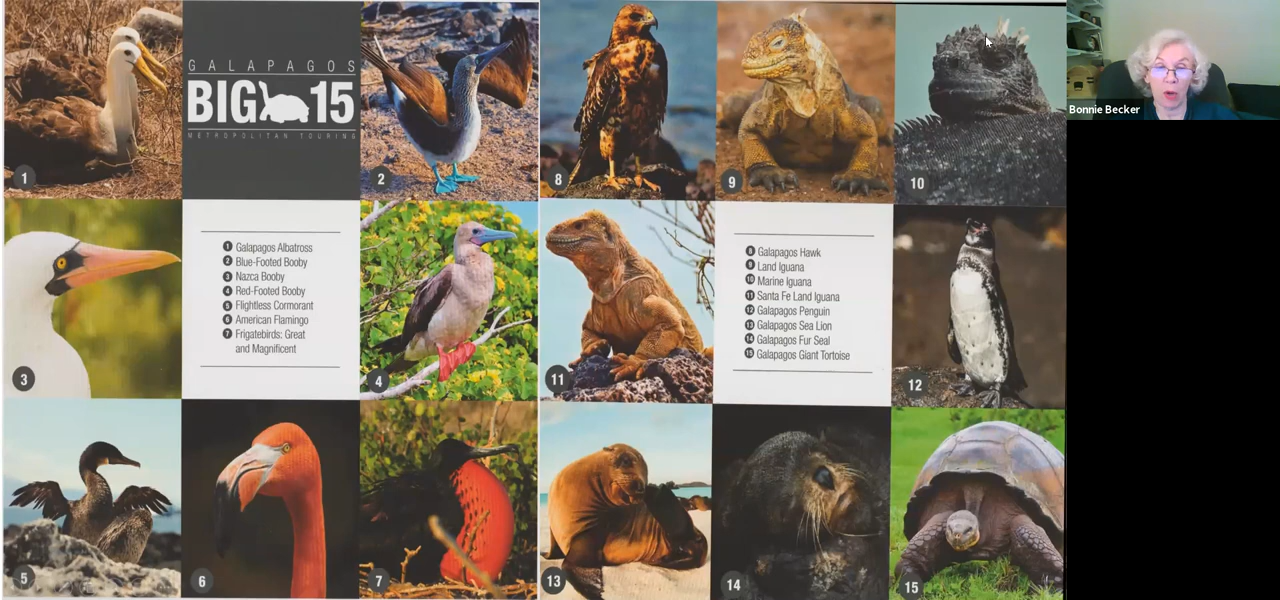 GALAPAGOS
BIG 15
METROPOLITAN TOURING
1
2
3
1 Galapagos Albatross
2 Blue-Footed Booby
3 Nazca Booby
4 Red-Footed Booby
5 Flightless Cormorant
6 American Flamingo
7 Frigatebirds: Great
and Magnificent
4
5
6
7
8
9
10
11
8 Galapagos Hawk
9 Land Iguana
10 Marine Iguana
11 Santa Fe Land Iguana
12 Galapagos Penguin
13 Galapagos Sea Lion
14 Galapagos Fur Seal
15 Galapagos Giant Tortoise
12
13
14
15
Bonnie Becker